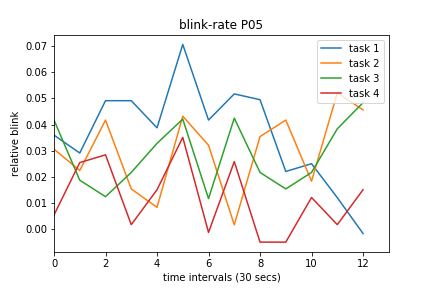 blink-rate P05
task 1
task 2
task 3
task 4
relative blink
0.07
0.06
0.05
0.04
0.03
0.02
0.01
0.00
0 2 4 6 8 10 12
time intervals (30 secs)